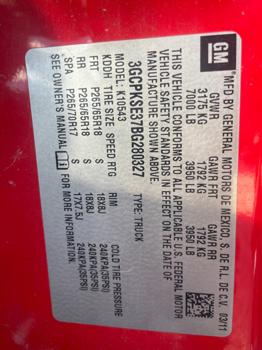 GM
MFD BY GENERAL MOTORS DE MEXICO, S. DE R.L. DE C.V. 03/11
GVWR GAWR FRT GAWR RR
3175 KG 1792 KG 1792 KG
7000 LB 3950 LB 3950 LB
THIS VEHICLE CONFORMS TO ALL APPLICABLE U.S. FEDERAL MOTOR
VEHICLE SAFETY STANDARDS IN EFFECT ON THE DATE OF
MANUFACTURE SHOWN ABOVE.
3GCPKSE37BG280327 TYPE: TRUCK
MODEL: K10543
TIRE SIZE SPEED RTG RIM COLD TIRE PRESSURE
FRT P265/65R18 S 18X8J 240KPA(35PSI)
RR P265/65R18 S 18X8J 240KPA(35PSI)
SPA P265/70R17 S 17X7.5J 240KPA(35PSI)
SEE OWNER'S MANUAL FOR MORE INFORMATION.